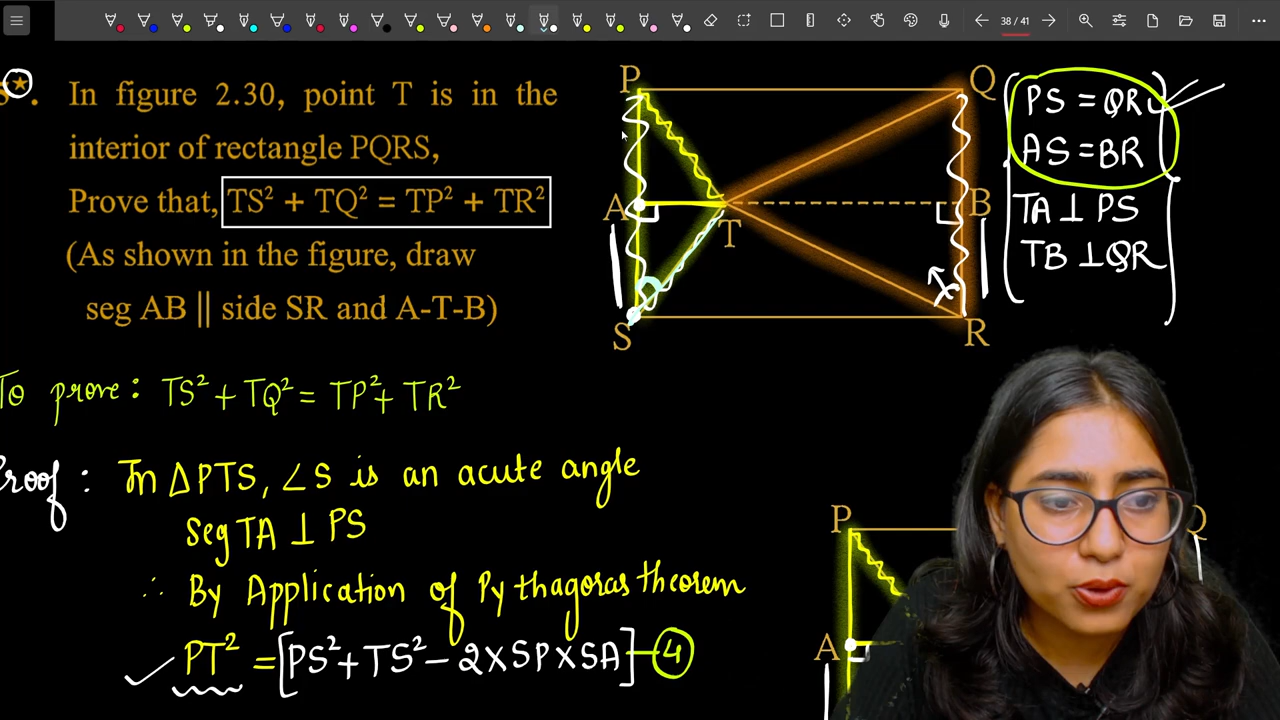 38 / 41
In figure 2.30, point T is in the
interior of rectangle PQRS,
Prove that, TS² + TQ² = TP² + TR²
(As shown in the figure, draw
seg AB || side SR and A-T-B)
P
Q
A
T
B
S
R
PS = QR
AS = BR
TA ⊥ PS
TB ⊥ QR
To prove: TS² + TQ² = TP² + TR²
Proof: In △PTS, ∠S is an acute angle
Seg TA ⊥ PS
∴ By Application of Pythagoras theorem
PT² = [PS² + TS² - 2 × SP × SA] - 4
P
Q
A